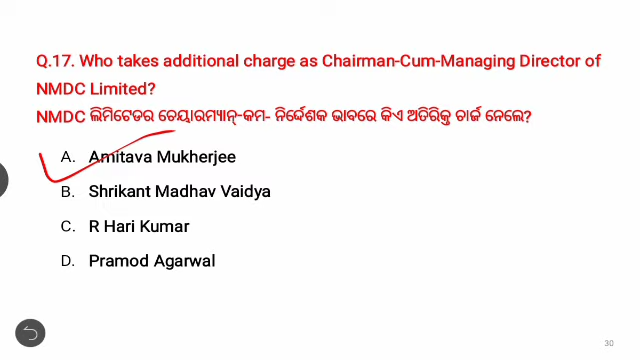 Q.17. Who takes additional charge as Chairman-Cum-Managing Director of
NMDC Limited?
NMDC ଲିମିଟେଡର ଚେୟାରମ୍ୟାନ୍-କମ- ନିର୍ଦ୍ଦେଶକ ଭାବରେ କିଏ ଅତିରିକ୍ତ ଚାର୍ଜ ନେଲେ?
A. Amitava Mukherjee
B. Shrikant Madhav Vaidya
C. R Hari Kumar
D. Pramod Agarwal
30